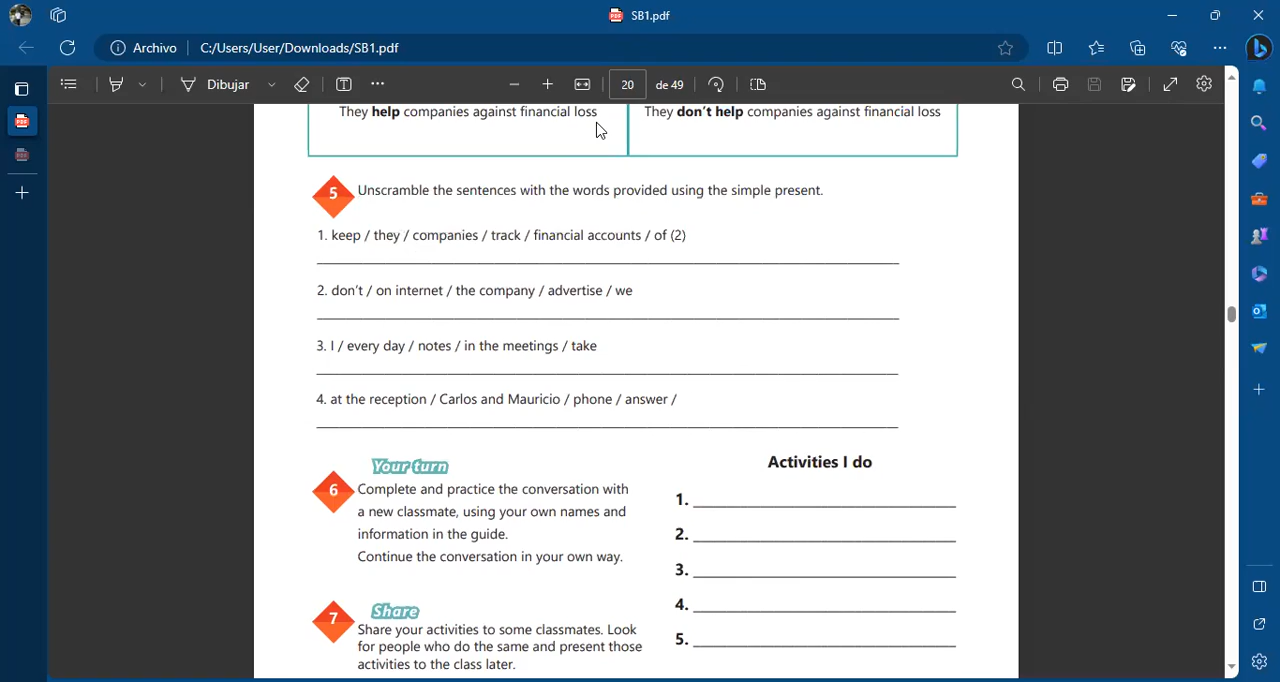 SB1.pdf
Archivo C:/Users/User/Downloads/SB1.pdf
Dibujar 20 de 49
They help companies against financial loss They don't help companies against financial loss
5 Unscramble the sentences with the words provided using the simple present.
1. keep / they / companies / track / financial accounts / of (2)
2. don't / on internet / the company / advertise / we
3. I / every day / notes / in the meetings / take
4. at the reception / Carlos and Mauricio / phone / answer /
Your turn
6 Complete and practice the conversation with
a new classmate, using your own names and
information in the guide.
Continue the conversation in your own way.
7 Share
Share your activities to some classmates. Look
for people who do the same and present those
activities to the class later.
Activities I do
1.
2.
3.
4.
5.